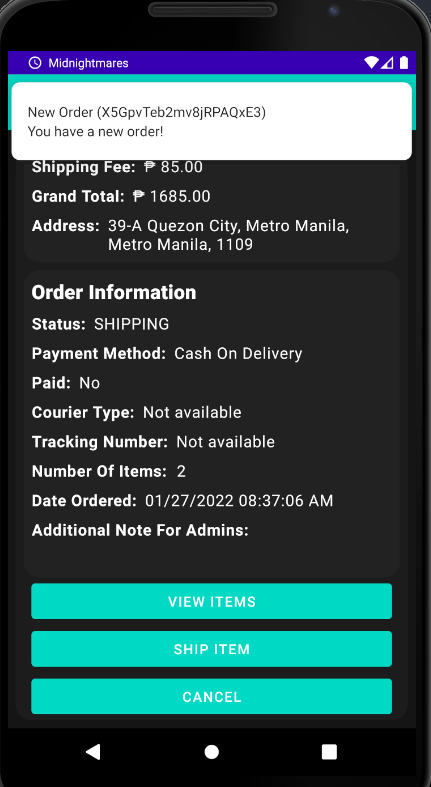 Midnightmares
New Order (X5GpvTeb2mv8jRPAQxE3)
You have a new order!
Shipping Fee: ₱ 85.00
Grand Total: ₱ 1685.00
Address: 39-A Quezon City, Metro Manila,
Metro Manila, 1109
Order Information
Status: SHIPPING
Payment Method: Cash On Delivery
Paid: No
Courier Type: Not available
Tracking Number: Not available
Number Of Items: 2
Date Ordered: 01/27/2022 08:37:06 AM
Additional Note For Admins:
VIEW ITEMS
SHIP ITEM
CANCEL